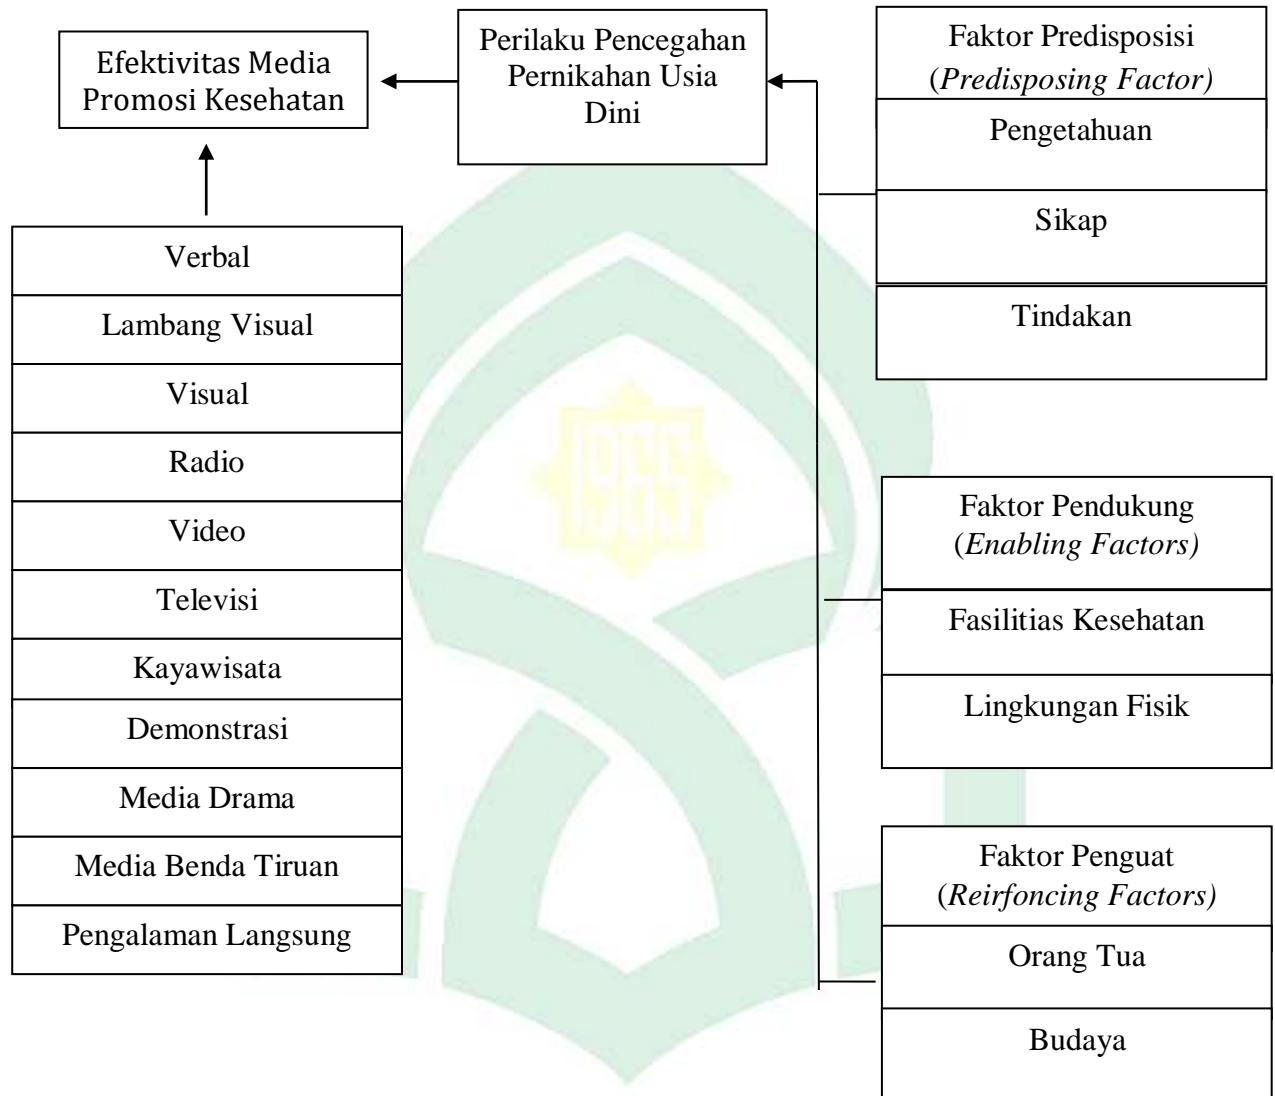 Efektivitas Media
Promosi Kesehatan
Perilaku Pencegahan
Pernikahan Usia
Dini
Faktor Predisposisi
(Predisposing Factor)
Pengetahuan
Sikap
Tindakan
Verbal
Lambang Visual
Visual
Radio
Video
Televisi
Kayawisata
Demonstrasi
Media Drama
Media Benda Tiruan
Pengalaman Langsung
Faktor Pendukung
(Enabling Factors)
Fasilitias Kesehatan
Lingkungan Fisik
Faktor Penguat
(Reirfoncing Factors)
Orang Tua
Budaya